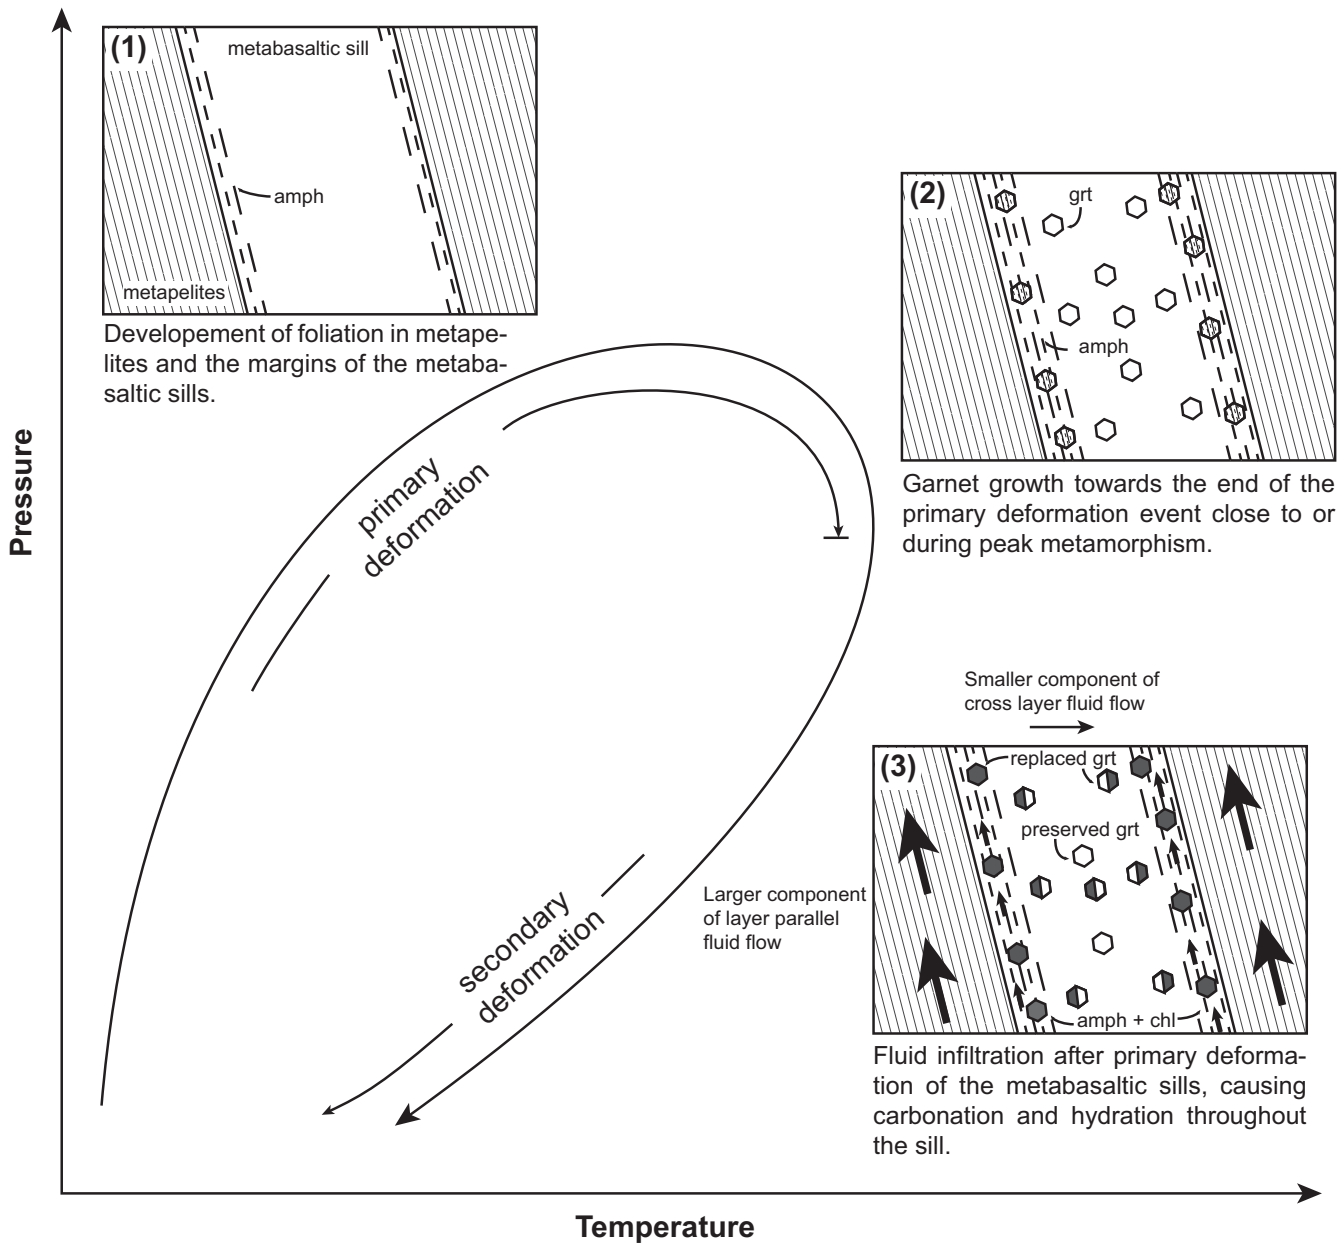 (1)
metabasaltic sill
amph
metapelites
Developement of foliation in metape-
lites and the margins of the metaba-
saltic sills.
(2)
grt
amph
Garnet growth towards the end of the
primary deformation event close to or
during peak metamorphism.
Pressure
primary
deformation
secondary
deformation
Smaller component of
cross layer fluid flow
Larger component
of layer parallel
fluid flow
(3)
replaced grt
preserved grt
amph + chl
Fluid infiltration after primary deforma-
tion of the metabasaltic sills, causing
carbonation and hydration throughout
the sill.
Temperature